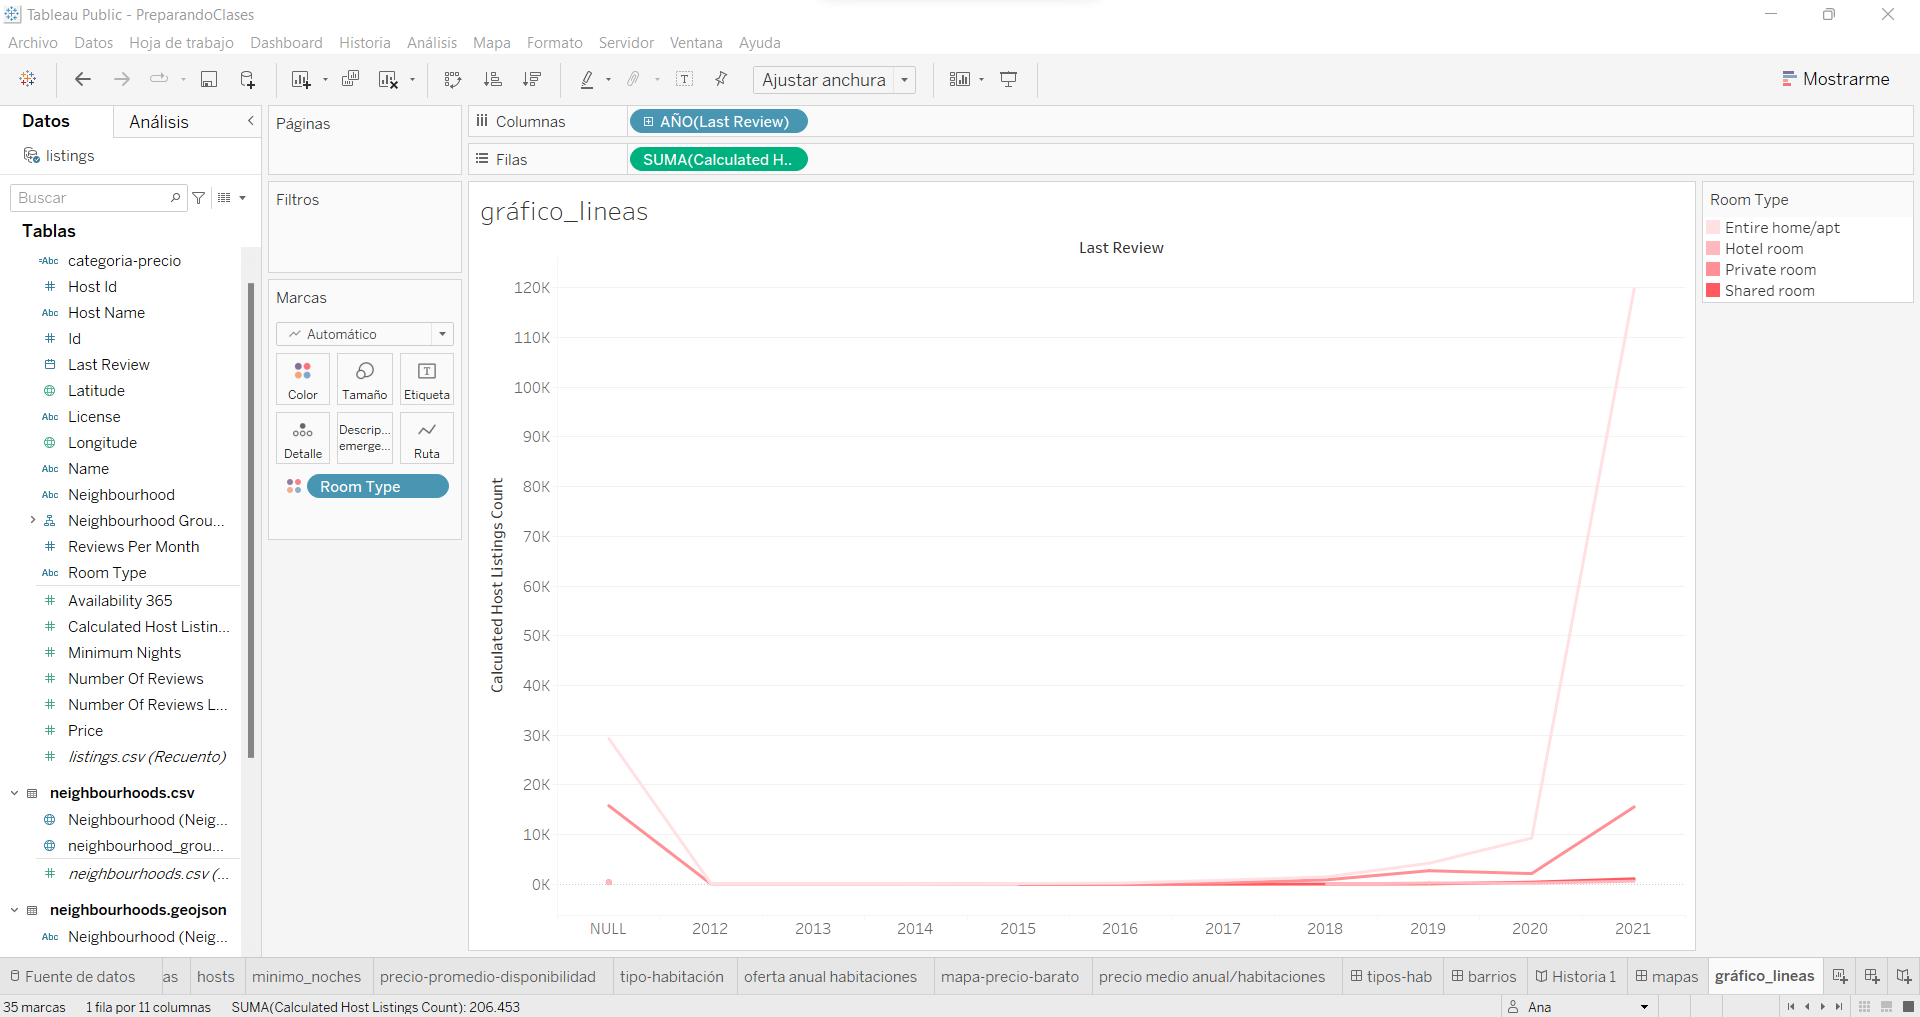 Tableau Public - PreparandoClases
Archivo Datos Hoja de trabajo Dashboard Historia Análisis Mapa Formato Servidor Ventana Ayuda
Ajustar anchura
Mostrarme
Datos
Análisis
listings
Buscar
Tablas
Abc categoria-precio
# Host Id
Abc Host Name
# Id
Last Review
Latitude
Abc License
Longitude
Abc Name
Abc Neighbourhood
Neighbourhood Grou...
# Reviews Per Month
Abc Room Type
# Availability 365
# Calculated Host Listin...
# Minimum Nights
# Number Of Reviews
# Number Of Reviews L...
# Price
# listings.csv (Recuento)
neighbourhoods.csv
Neighbourhood (Neig...
neighbourhood_grou...
# neighbourhoods.csv (...
neighbourhoods.geojson
Abc Neighbourhood (Neig...
Páginas
Filtros
Marcas
Automático
Color
Tamaño
Etiqueta
Detalle
Descrip...
emerge...
Ruta
Room Type
Columnas
AÑO(Last Review)
Filas
SUMA(Calculated H..
gráfico_lineas
Last Review
Calculated Host Listings Count
120K
110K
100K
90K
80K
70K
60K
50K
40K
30K
20K
10K
0K
NULL 2012 2013 2014 2015 2016 2017 2018 2019 2020 2021
Room Type
Entire home/apt
Hotel room
Private room
Shared room
Fuente de datos as hosts minimo_noches precio-promedio-disponibilidad tipo-habitación oferta anual habitaciones mapa-precio-barato precio medio anual/habitaciones tipos-hab barrios Historia 1 mapas gráfico_lineas
35 marcas 1 fila por 11 columnas SUMA(Calculated Host Listings Count): 206.453
Ana